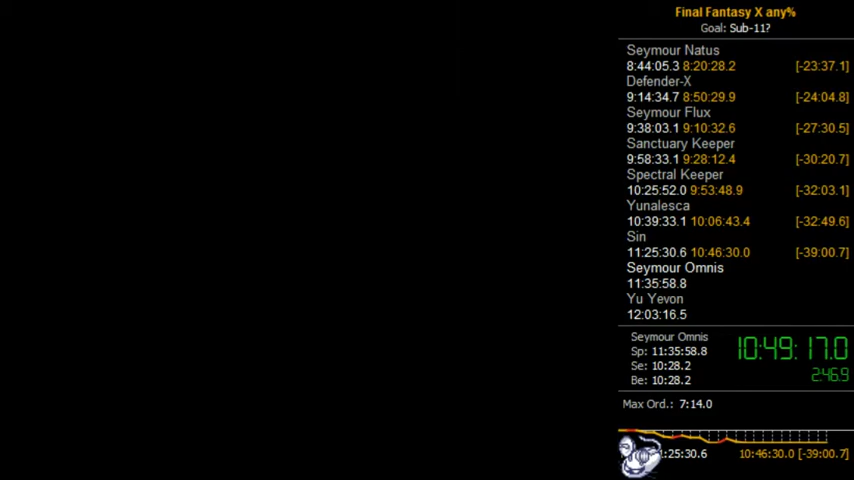 Final Fantasy X any%
Goal: Sub-11?
Seymour Natus
8:44:05.3 8:20:28.2 [-23:37.1]
Defender-X
9:14:34.7 8:50:29.9 [-24:04.8]
Seymour Flux
9:38:03.1 9:10:32.6 [-27:30.5]
Sanctuary Keeper
9:58:33.1 9:28:12.4 [-30:20.7]
Spectral Keeper
10:25:52.0 9:53:48.9 [-32:03.1]
Yunalesca
10:39:33.1 10:06:43.4 [-32:49.6]
Sin
11:25:30.6 10:46:30.0 [-39:00.7]
Seymour Omnis
11:35:58.8
Yu Yevon
12:03:16.5
Seymour Omnis
Sp: 11:35:58.8 10:49:17.0
Se: 10:28.2 2:46.9
Be: 10:28.2
Max Ord.: 7:14.0
:25:30.6 10:46:30.0 [-39:00.7]